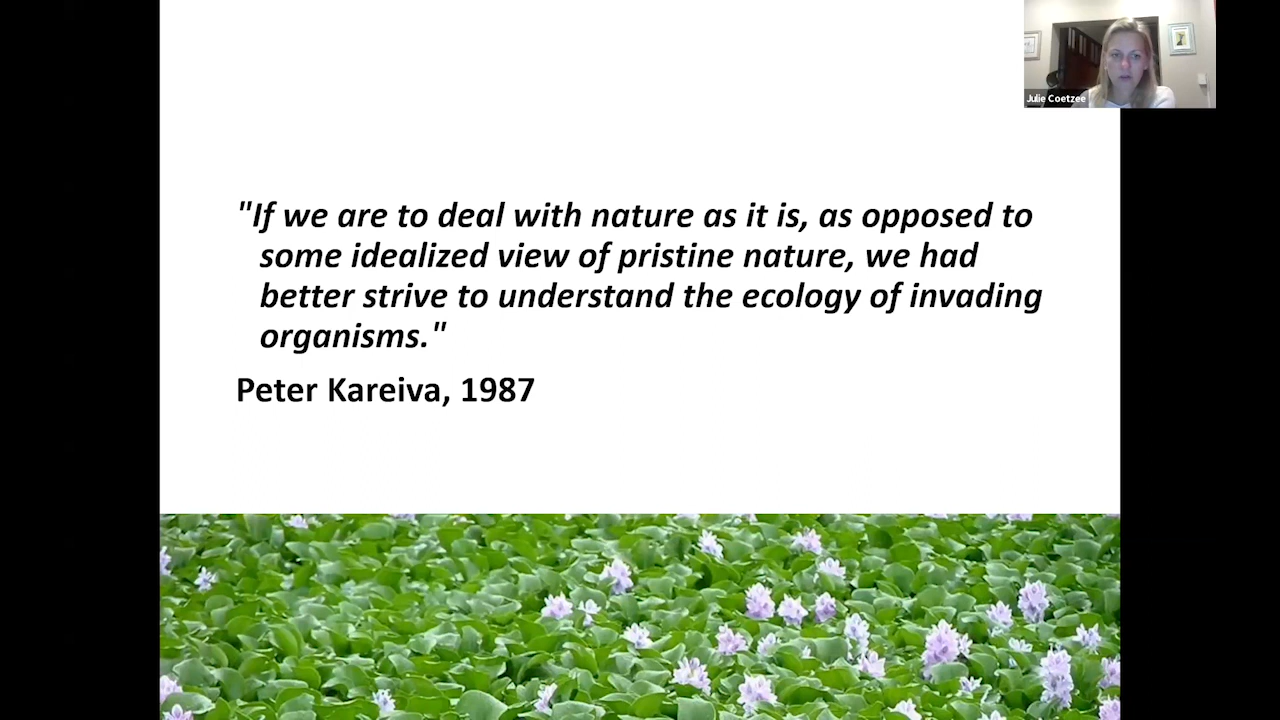 Julie Coetzee
"If we are to deal with nature as it is, as opposed to
some idealized view of pristine nature, we had
better strive to understand the ecology of invading
organisms."
Peter Kareiva, 1987